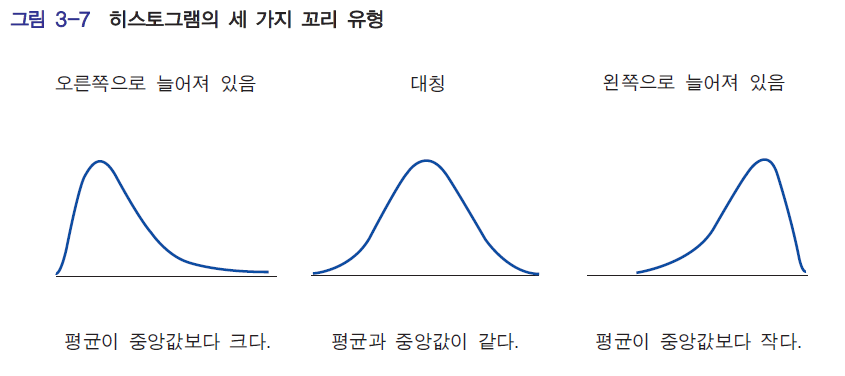 그림 3-7 히스토그램의 세 가지 꼬리 유형
오른쪽으로 늘어져 있음
대칭
왼쪽으로 늘어져 있음
평균이 중앙값보다 크다.
평균과 중앙값이 같다.
평균이 중앙값보다 작다.